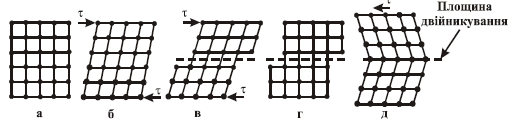 Площина
двійникування
τ τ τ
τ τ
а б в г д